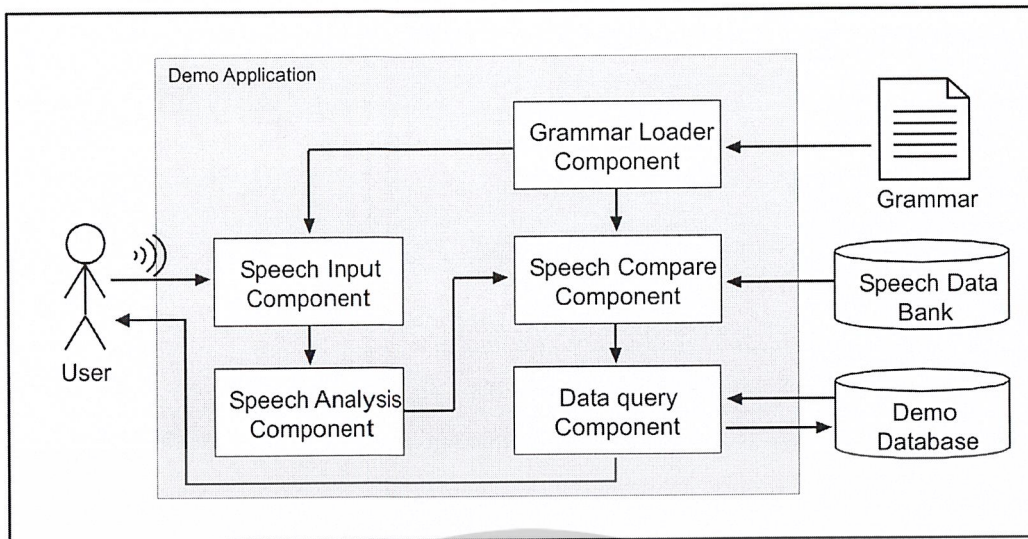 Demo Application
Grammar Loader
Component
Grammar
Speech Input
Component
Speech Compare
Component
Speech Data
Bank
User
Speech Analysis
Component
Data query
Component
Demo
Database